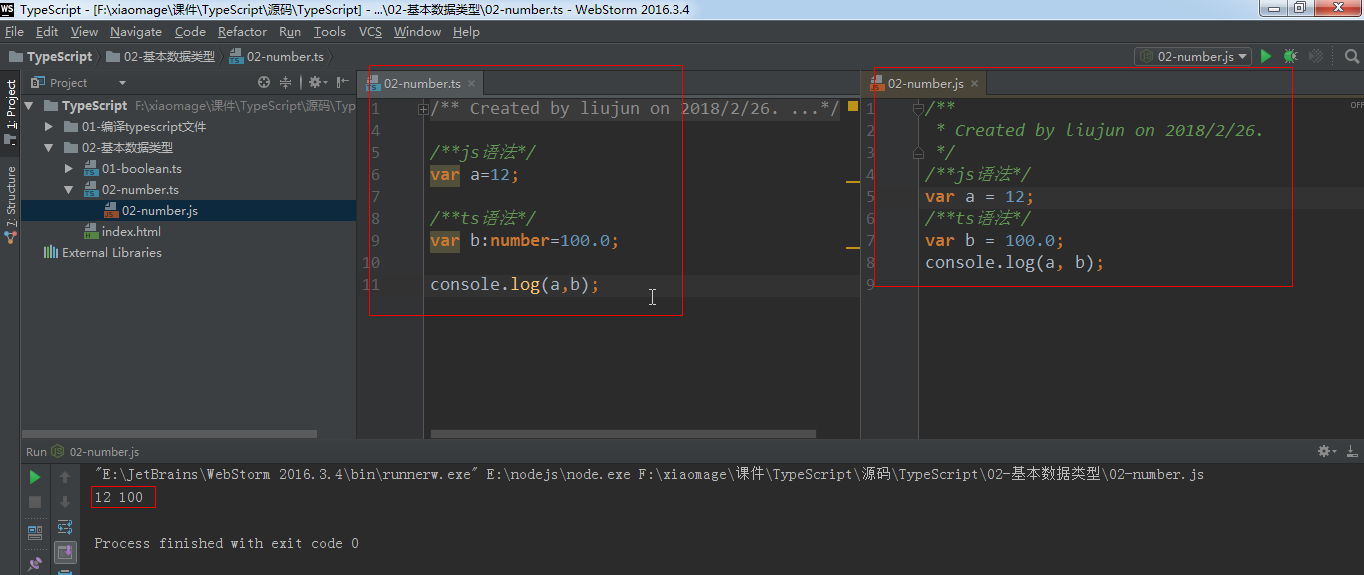 TypeScript - [F:\xiaomage\课件\TypeScript\源码\TypeScript] - ...\02-基本数据类型\02-number.ts - WebStorm 2016.3.4
File Edit View Navigate Code Refactor Run Tools VCS Window Help
TypeScript 02-基本数据类型 02-number.ts 02-number.js
1: Project
7: Structure
Project
TypeScript F:\xiaomage\课件\TypeScript\源码\Typ
01-编译typescript文件
02-基本数据类型
01-boolean.ts
02-number.ts
02-number.js
index.html
External Libraries
02-number.ts
1 /** Created by liujun on 2018/2/26. ...*/
4
5 /**js语法*/
6 var a=12;
7
8 /**ts语法*/
9 var b:number=100.0;
10
11 console.log(a,b);
02-number.js
OFF
1 /**
2 * Created by liujun on 2018/2/26.
3 */
4 /**js语法*/
5 var a = 12;
6 /**ts语法*/
7 var b = 100.0;
8 console.log(a, b);
9
Run 02-number.js
"E:\JetBrains\WebStorm 2016.3.4\bin\runnerw.exe" E:\nodejs\node.exe F:\xiaomage\课件\TypeScript\源码\TypeScript\02-基本数据类型\02-number.js
12 100
Process finished with exit code 0